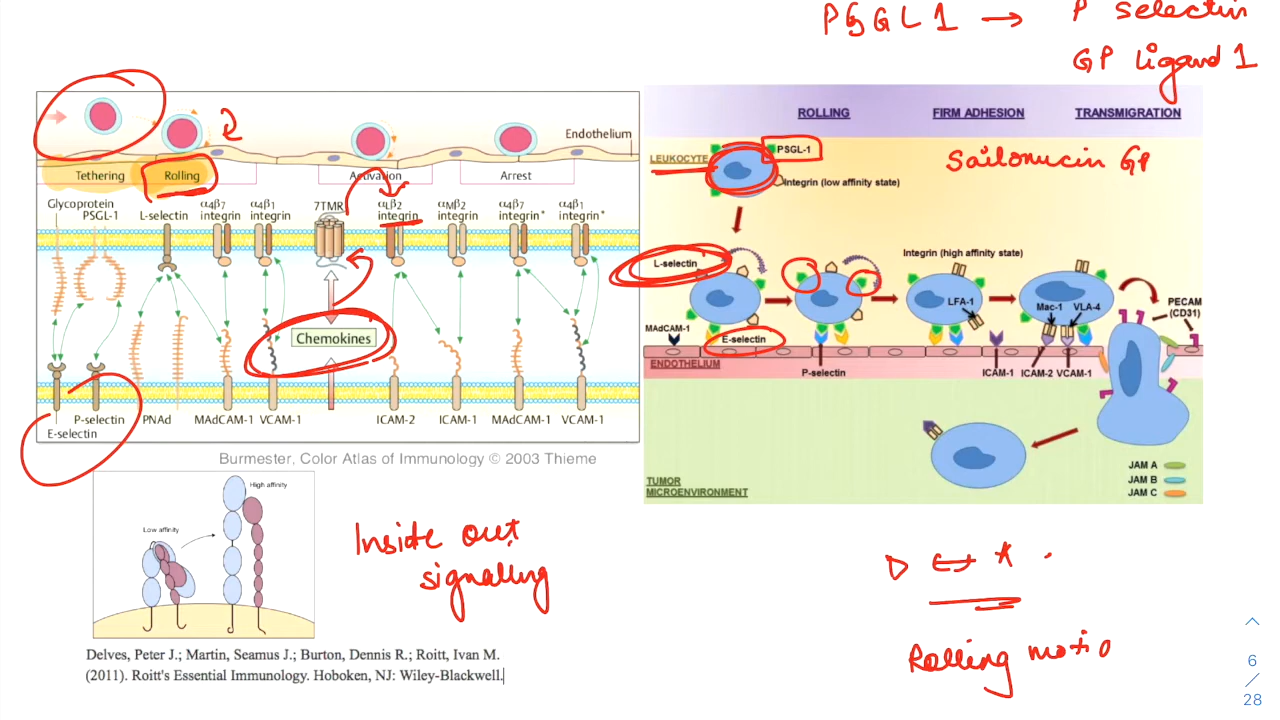 PSGL1 → P selectin
GP ligand 1
Endothelium
Tethering Rolling Activation Arrest
Glycoprotein
PSGL-1 L-selectin α4β7 integrin α4β1 integrin 7TMR αLβ2 integrin αMβ2 integrin α4β7 integrin* α4β1 integrin*
Chemokines
E-selectin P-selectin PNAd MAdCAM-1 VCAM-1 ICAM-2 ICAM-1 MAdCAM-1 VCAM-1
Burmester, Color Atlas of Immunology © 2003 Thieme
ROLLING FIRM ADHESION TRANSMIGRATION
LEUKOCYTE PSGL-1
Sailomucin GP
Integrin (low affinity state)
L-selectin
Integrin (high affinity state)
LFA-1 Mac-1 VLA-4
PECAM
(CD31)
MAdCAM-1 E-selectin
ENDOTHELIUM
P-selectin ICAM-1 ICAM-2 VCAM-1
JAM A
JAM B
JAM C
TUMOR
MICROENVIRONMENT
High affinity
Low affinity
Inside out
signalling
D ↔ A
Rolling motio
Delves, Peter J.; Martin, Seamus J.; Burton, Dennis R.; Roitt, Ivan M.
(2011). Roitt's Essential Immunology. Hoboken, NJ: Wiley-Blackwell.
6
/
28